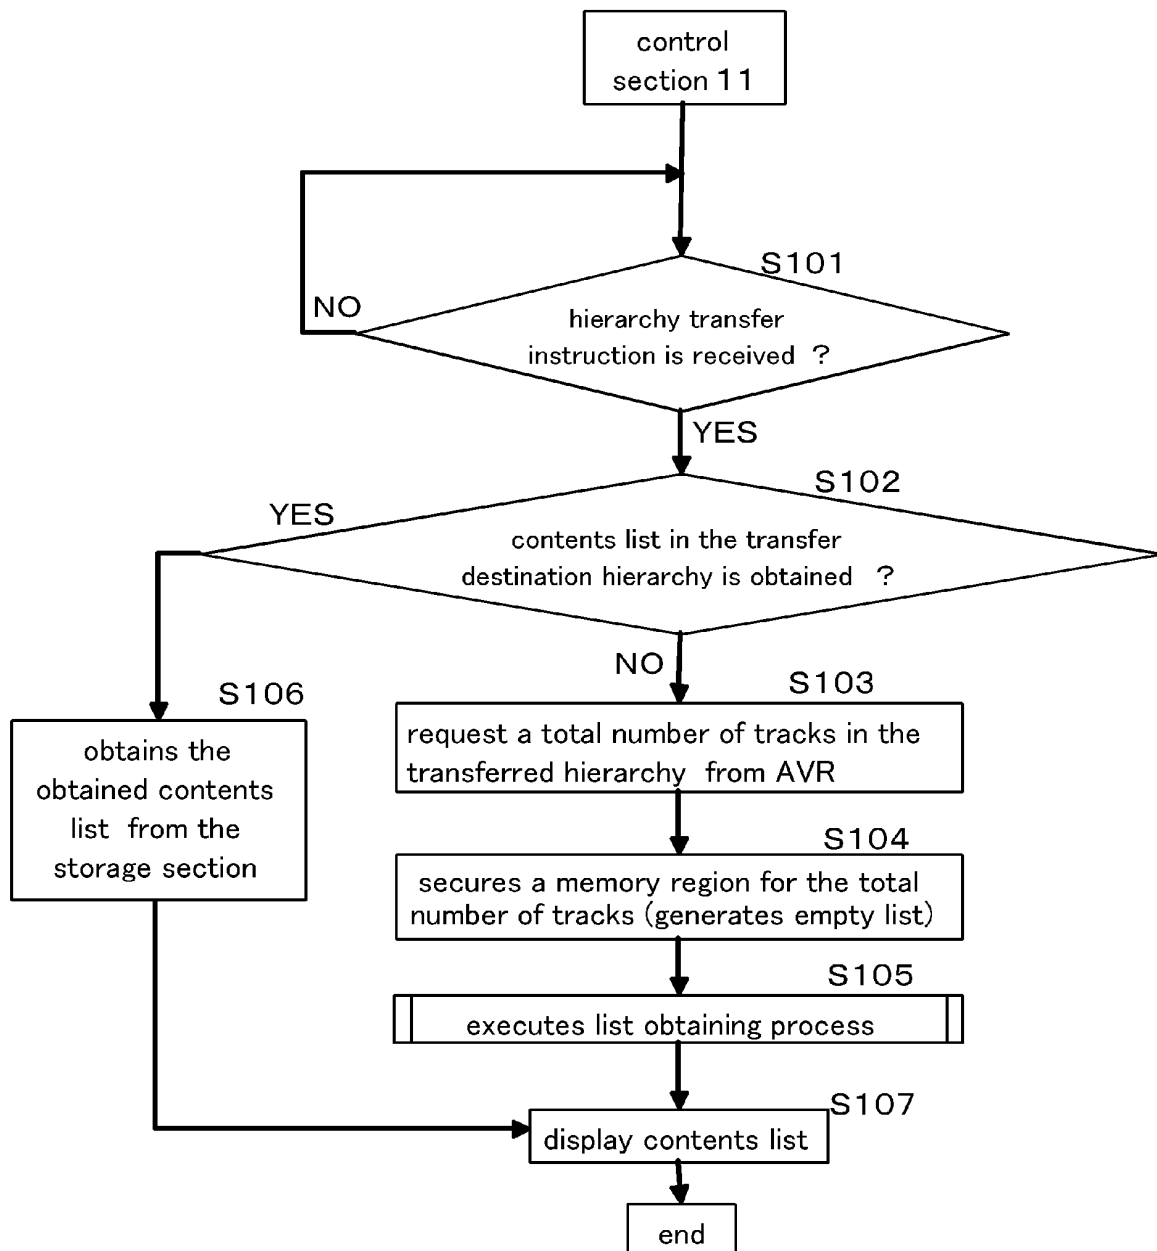 control
section 11
S101
NO
hierarchy transfer
instruction is received ?
YES
S102
YES
contents list in the transfer
destination hierarchy is obtained ?
NO
S103
S106
request a total number of tracks in the
transferred hierarchy from AVR
obtains the
obtained contents
list from the
storage section
S104
secures a memory region for the total
number of tracks (generates empty list)
S105
executes list obtaining process
S107
display contents list
end